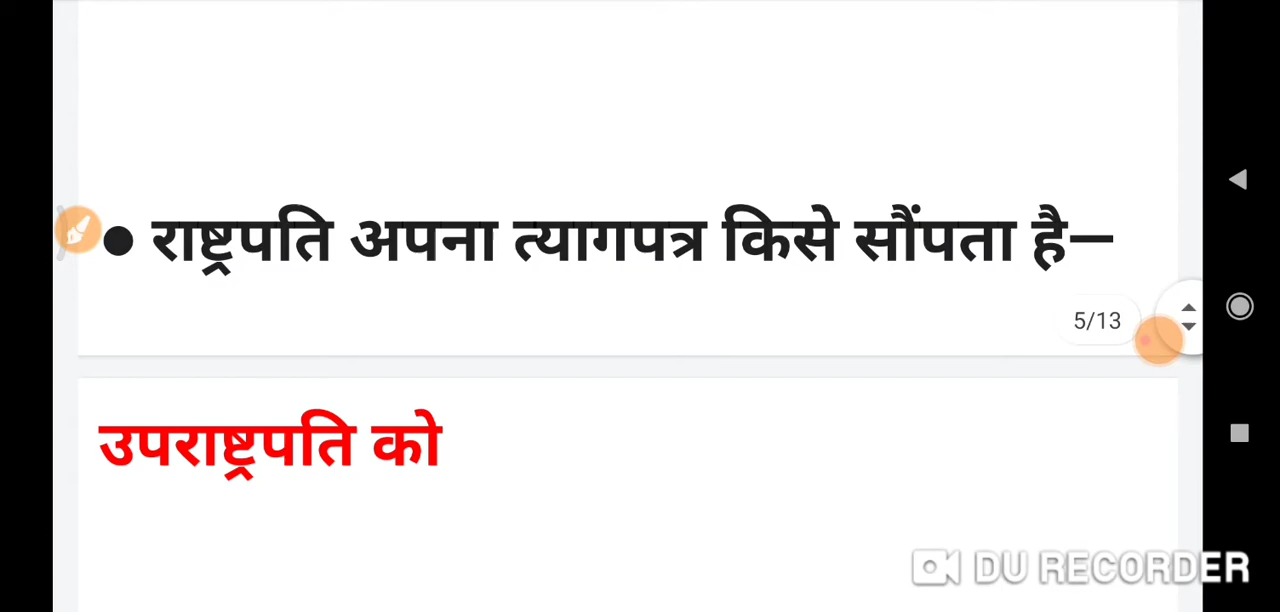 ● राष्ट्रपति अपना त्यागपत्र किसे सौंपता है—
5/13
उपराष्ट्रपति को
DU RECORDER